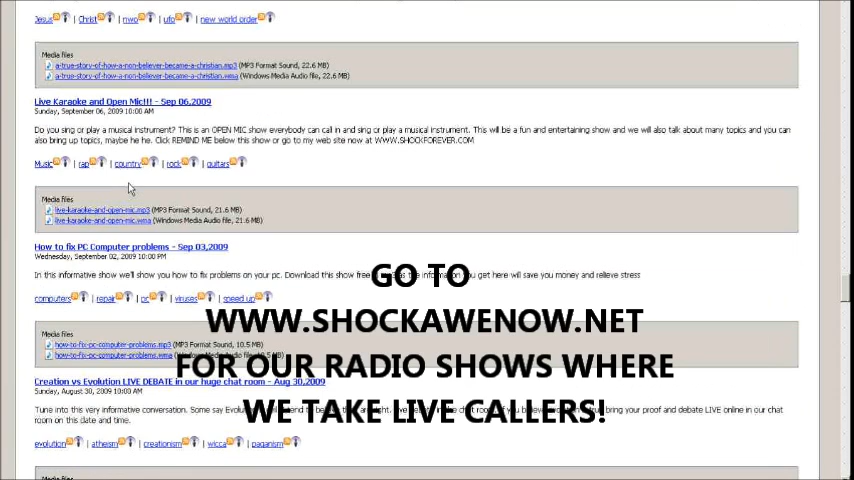 Jesus | Christ | nwo | ufo | new world order
Media files
a-true-story-of-how-a-non-believer-became-a-christian.mp3 (MP3 Format Sound, 22.6 MB)
a-true-story-of-how-a-non-believer-became-a-christian.wma (Windows Media Audio file, 22.6 MB)
Live Karaoke and Open Mic!!! - Sep 06,2009
Sunday, September 06, 2009 10:00 AM
Do you sing or play a musical instrument? This is an OPEN MIC show everybody can call in and sing or play a musical instrument. This will be a fun and entertaining show and we will also talk about many topics and you can
also bring up topics, maybe he he. Click REMIND ME below this show or go to my web site now at WWW.SHOCKFOREVER.COM
Music | rap | country | rock | guitars
Media files
live-karaoke-and-open-mic.mp3 (MP3 Format Sound, 21.6 MB)
live-karaoke-and-open-mic.wma (Windows Media Audio file, 21.6 MB)
How to fix PC Computer problems - Sep 03,2009
Wednesday, September 02, 2009 10:00 PM
In this informative show we'll show you how to fix problems on your pc. Download this show free information you get here will save you money and relieve stress
computers | repair | pc | viruses | speed up
Media files
how-to-fix-pc-computer-problems.mp3 (MP3 Format Sound, 10.5 MB)
how-to-fix-pc-computer-problems.wma (Windows Media Audio file, 10.5 MB)
Creation vs Evolution LIVE DEBATE in our huge chat room - Aug 30,2009
Sunday, August 30, 2009 10:00 AM
Tune into this very informative conversation. Some say bring your proof and debate LIVE online in our chat
room on this date and time.
evolution | atheism | creationism | wicca | paganism
Media files
GO TO
WWW.SHOCKAWENOW.NET
FOR OUR RADIO SHOWS WHERE
WE TAKE LIVE CALLERS!